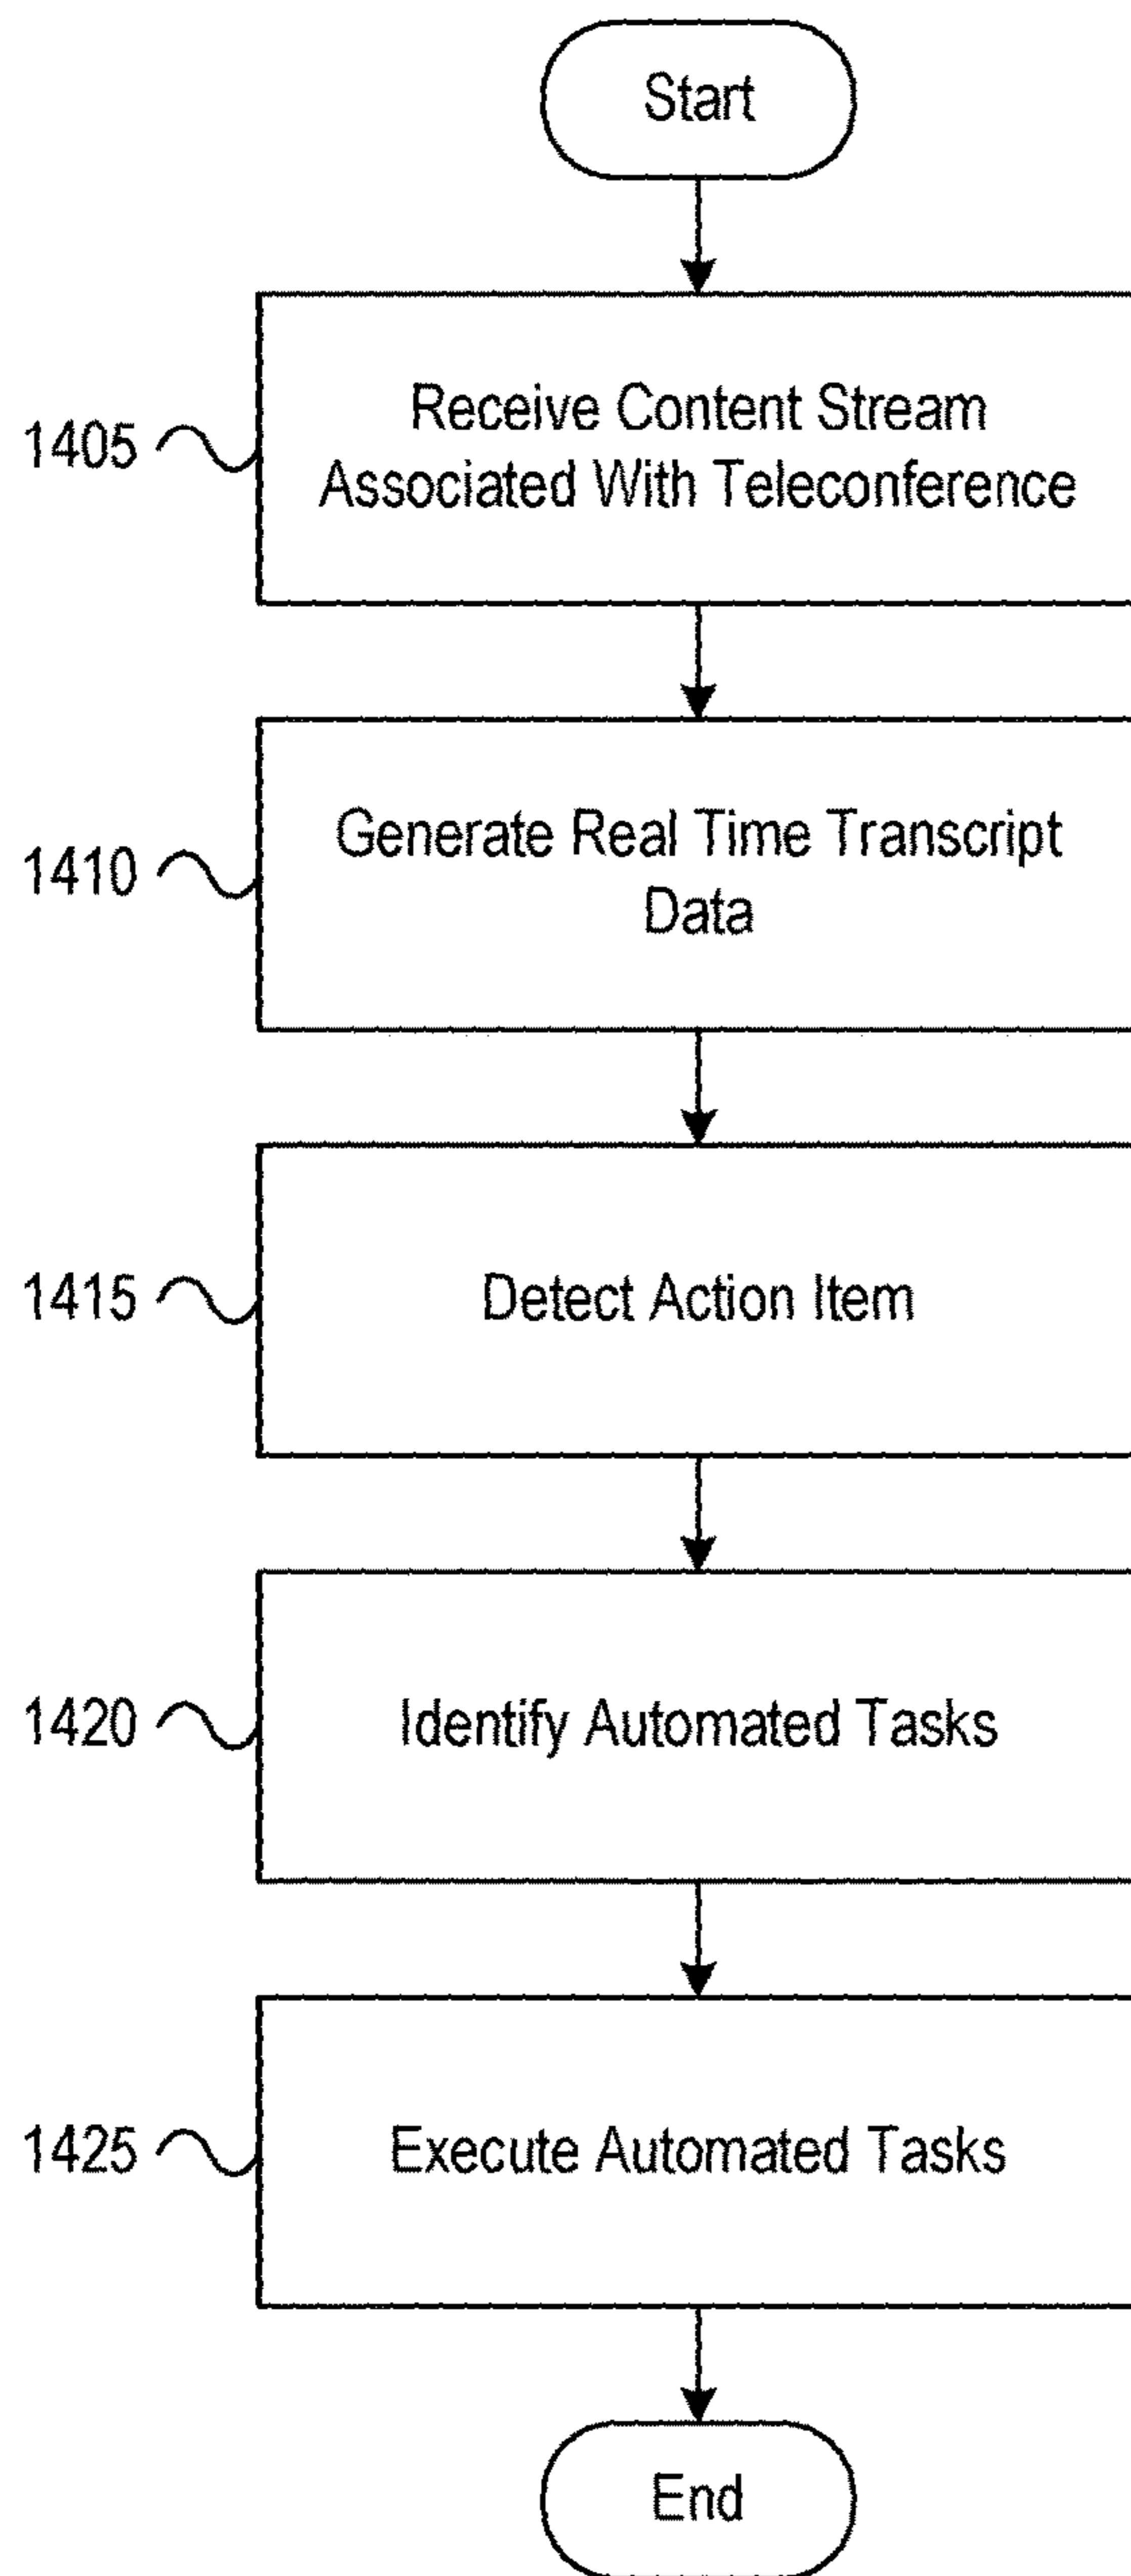 Start
1405
Receive Content Stream
Associated With Teleconference
1410
Generate Real Time Transcript
Data
1415
Detect Action Item
1420
Identify Automated Tasks
1425
Execute Automated Tasks
End